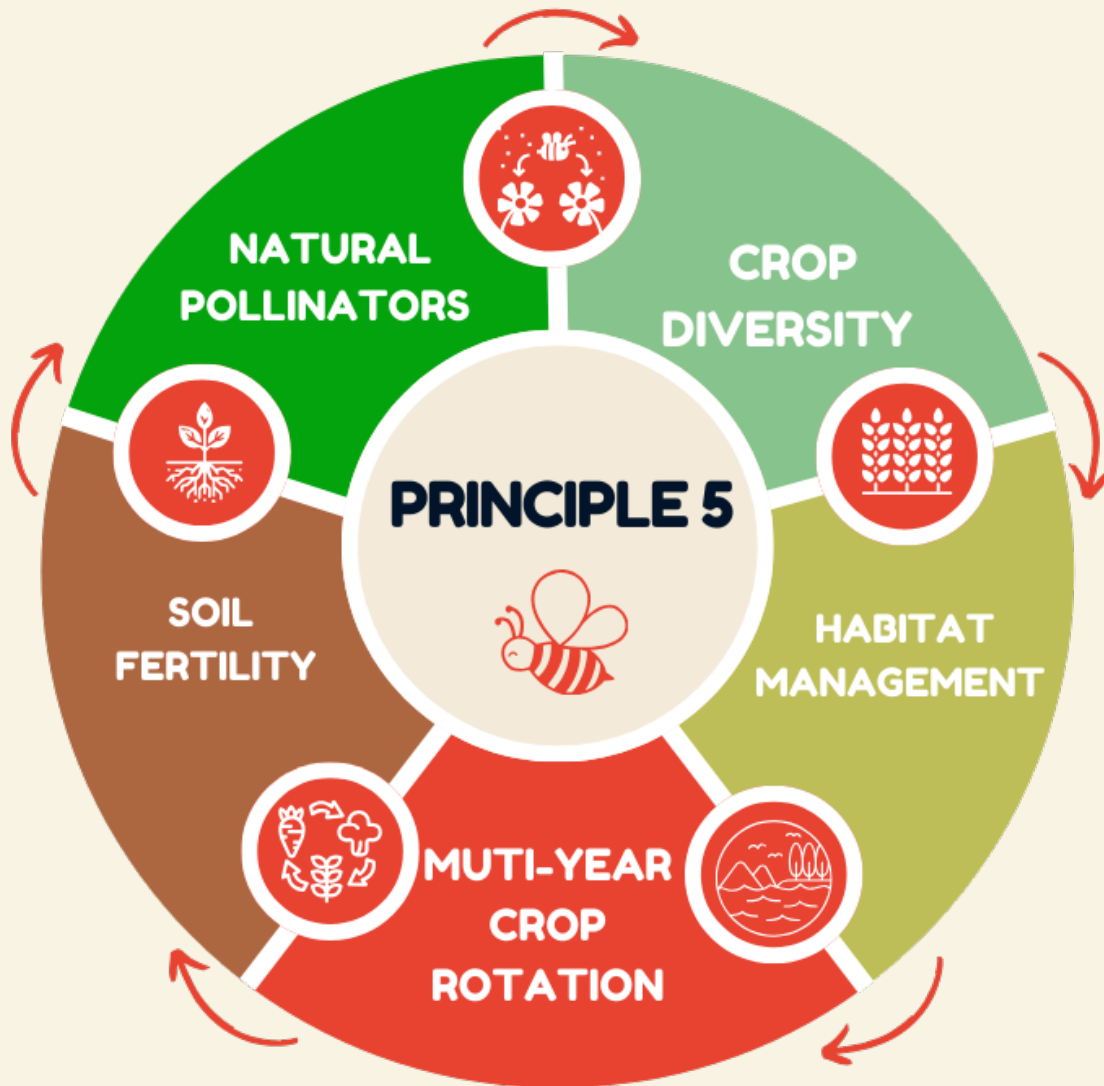 NATURAL
POLLINATORS
CROP
DIVERSITY
PRINCIPLE 5
SOIL
FERTILITY
HABITAT
MANAGEMENT
MUTI-YEAR
CROP
ROTATION